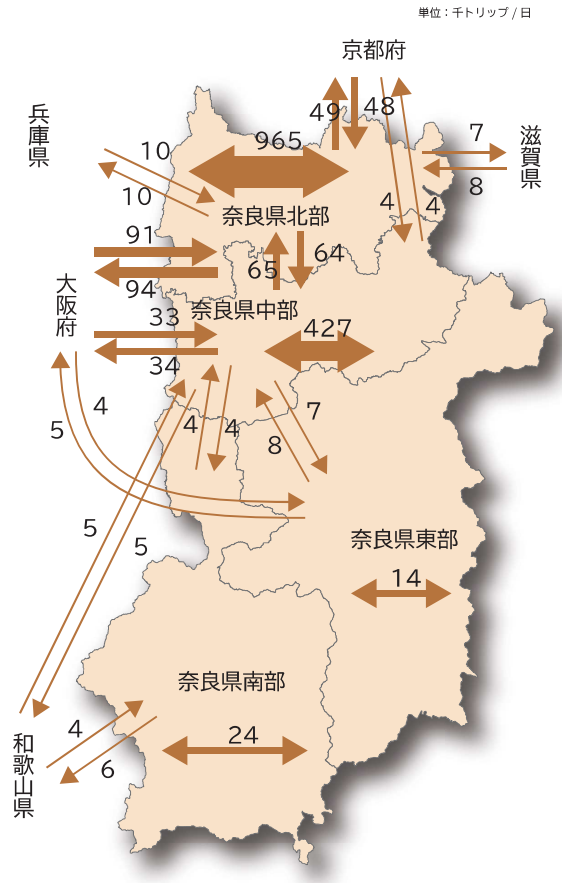 単位：千トリップ / 日
京都府
兵庫県
49
48
10
965
7
滋賀県
8
10
4
4
奈良県北部
91
65
64
大阪府
94
奈良県中部
33
427
34
4
5
4
4
7
8
5
5
奈良県東部
14
奈良県南部
和歌山県
4
24
6